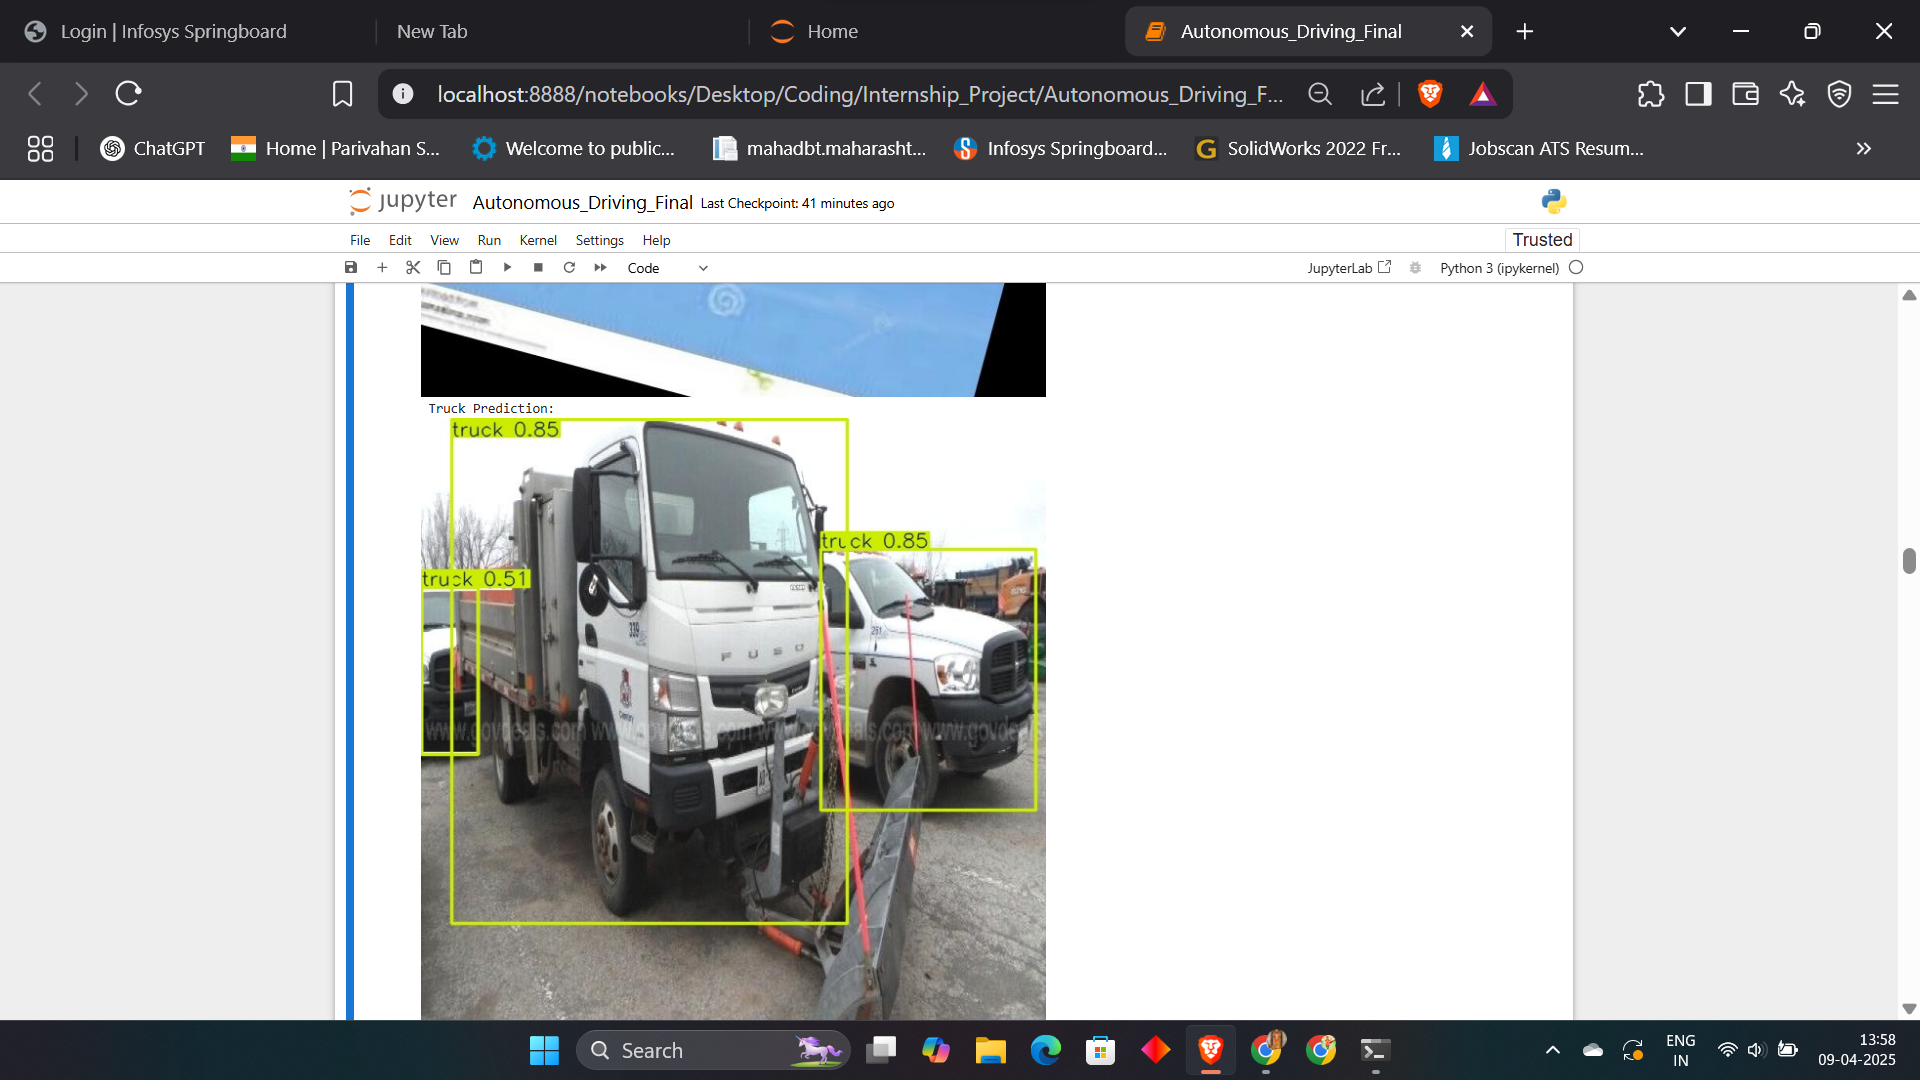 Login | Infosys Springboard
New Tab
Home
Autonomous_Driving_Final
localhost:8888/notebooks/Desktop/Coding/Internship_Project/Autonomous_Driving_F...
ChatGPT
Home | Parivahan S...
Welcome to public...
mahadbt.maharasht...
Infosys Springboard...
SolidWorks 2022 Fr...
Jobscan ATS Resum...
jupyter Autonomous_Driving_Final Last Checkpoint: 41 minutes ago
File Edit View Run Kernel Settings Help
Trusted
Code
JupyterLab
Python 3 (ipykernel)
Truck Prediction:
truck 0.85
truck 0.85
truck 0.51
339
251
FUSO
www.govdeals.com www.govdeals.com www.govdeals.com www.govdeals
Search
ENG
IN
13:58
09-04-2025